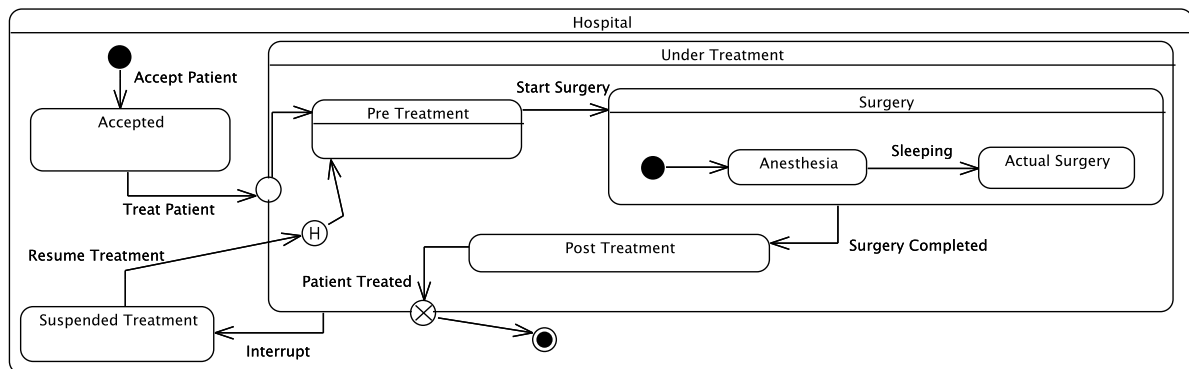 Hospital
Under Treatment
Accept Patient
Start Surgery
Surgery
Pre Treatment
Accepted
Sleeping
Anesthesia
Actual Surgery
Treat Patient
H
Resume Treatment
Post Treatment
Surgery Completed
Patient Treated
Suspended Treatment
Interrupt